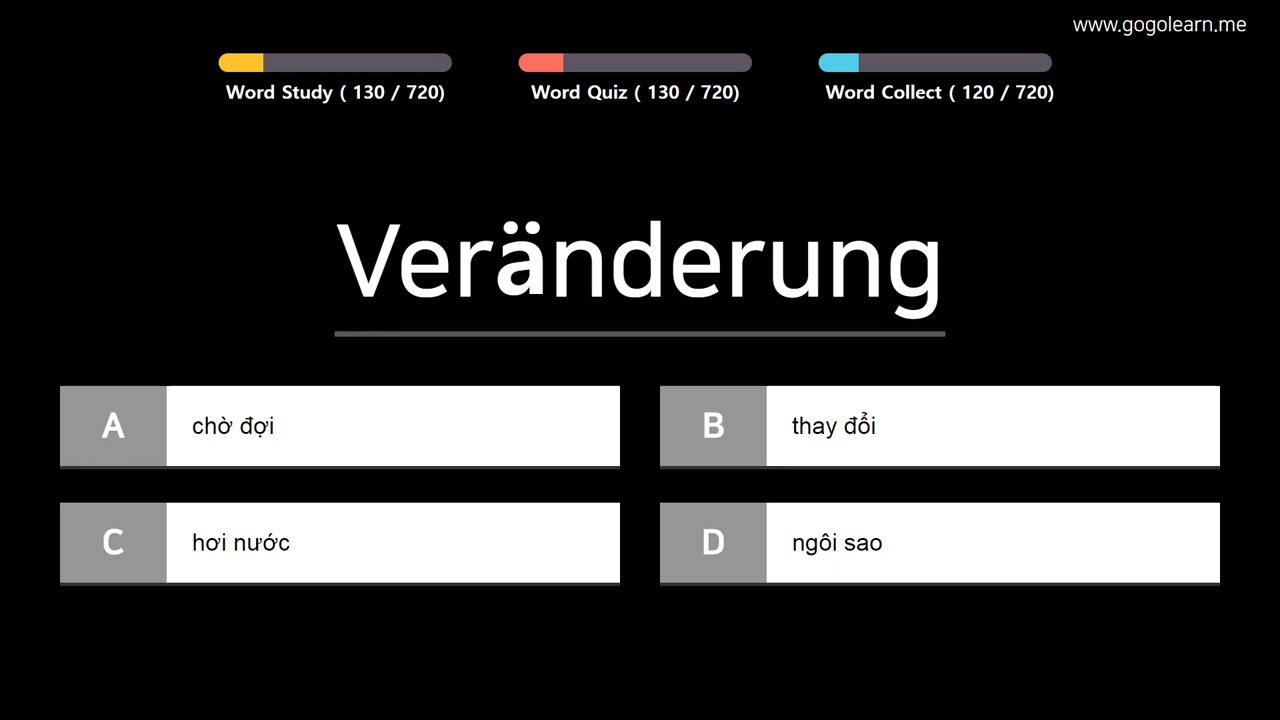 www.gogolearn.me
Word Study ( 130 / 720)
Word Quiz ( 130 / 720)
Word Collect ( 120 / 720)
Veränderung
A chờ đợi
B thay đổi
C hơi nước
D ngôi sao